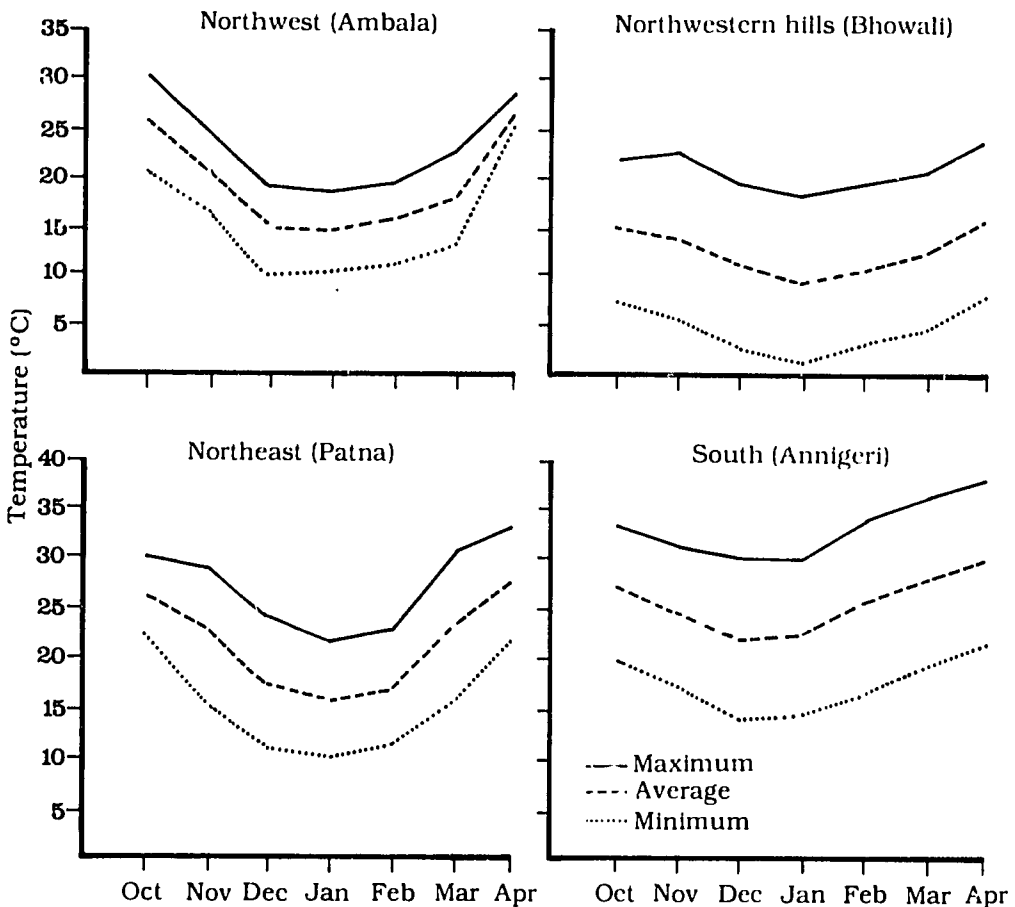 Northwest (Ambala)
35
30
25
20
15
10
5
Northwestern hills (Bhowali)
Temperature (°C)
Northeast (Patna)
40
35
30
25
20
15
10
5
South (Annigeri)
Maximum
Average
Minimum
Oct Nov Dec Jan Feb Mar Apr
Oct Nov Dec Jan Feb Mar Apr